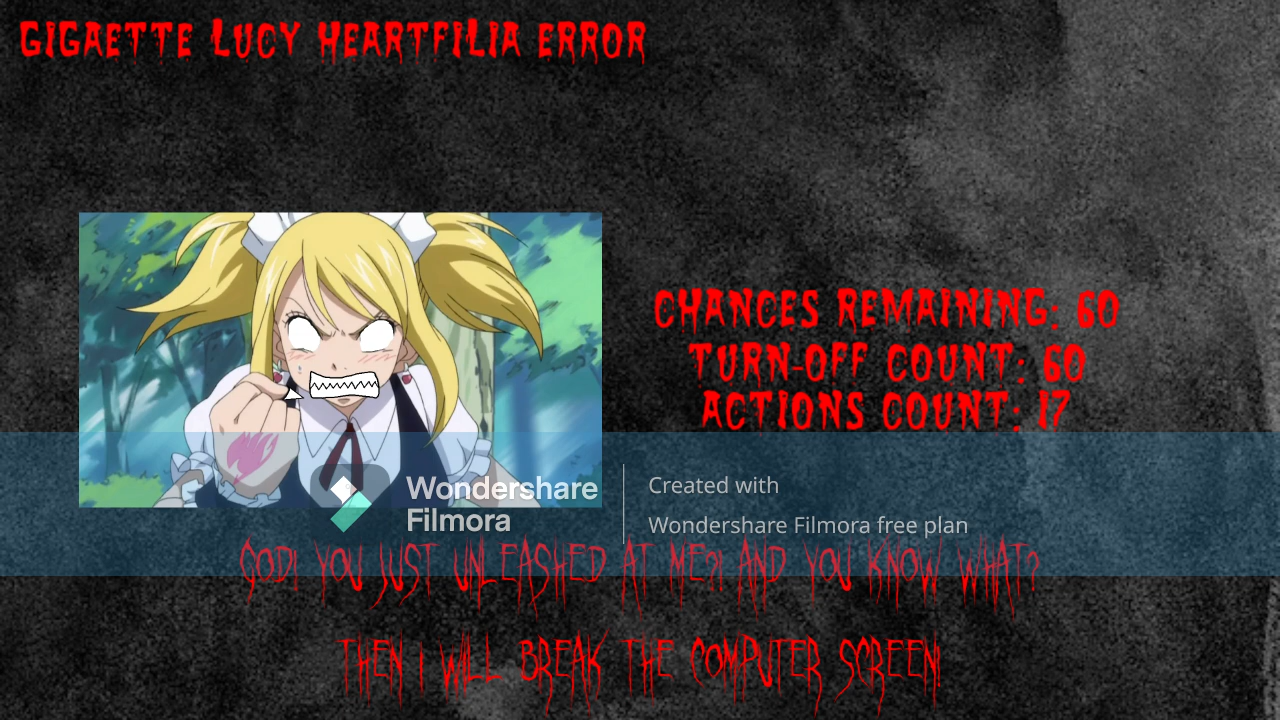 GIGAETTE LUCY HEARTFILIA ERROR
CHANCES REMAINING: 60
TURN-OFF COUNT: 60
ACTIONS COUNT: 17
Wondershare
Filmora
Created with
Wondershare Filmora free plan
GOD! YOU JUST UNLEASHED AT ME?! AND YOU KNOW WHAT?
THEN I WILL BREAK THE COMPUTER SCREEN!